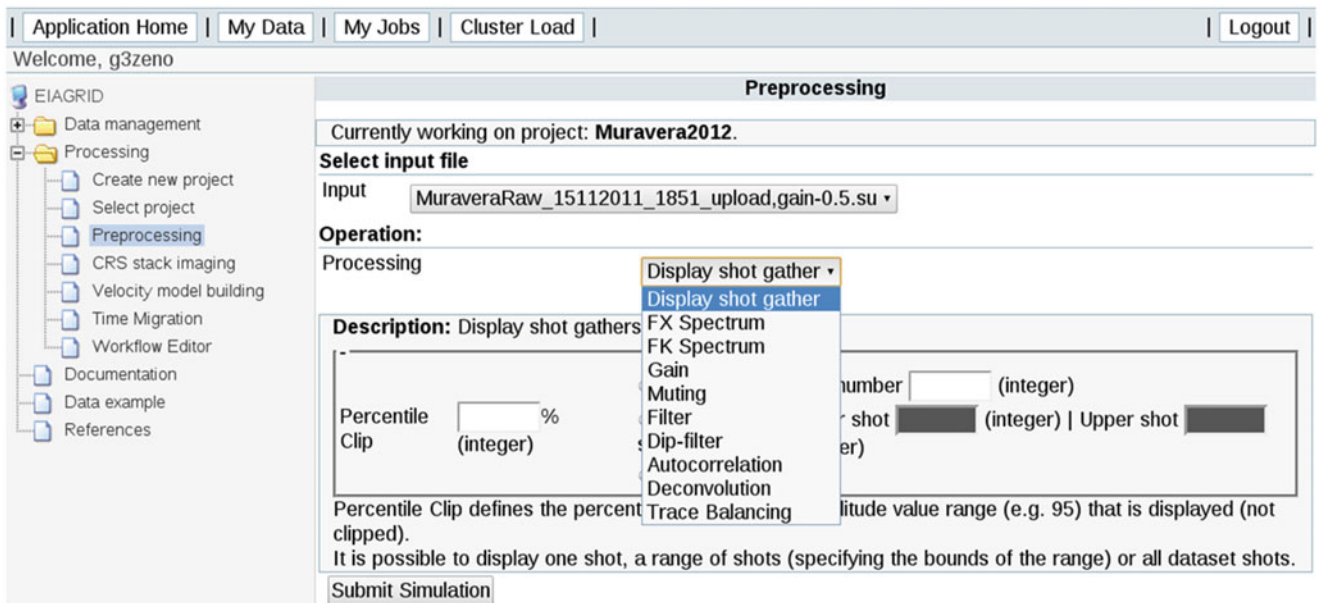 | Application Home | My Data | My Jobs | Cluster Load | | Logout |
Welcome, g3zeno
EIAGRID
Data management
Processing
Create new project
Select project
Preprocessing
CRS stack imaging
Velocity model building
Time Migration
Workflow Editor
Documentation
Data example
References
Preprocessing
Currently working on project: Muravera2012.
Select input file
Input MuraveraRaw_15112011_1851_upload,gain-0.5.su
Operation:
Processing Display shot gather
Display shot gather
FX Spectrum
FK Spectrum
Gain
Muting
Filter
Dip-filter
Autocorrelation
Deconvolution
Trace Balancing
Description: Display shot gathers
-
Percentile Clip % (integer)
number (integer)
shot (integer) | Upper shot
Percentile Clip defines the percent
value range (e.g. 95) that is displayed (not
clipped).
It is possible to display one shot, a range of shots (specifying the bounds of the range) or all dataset shots.
Submit Simulation